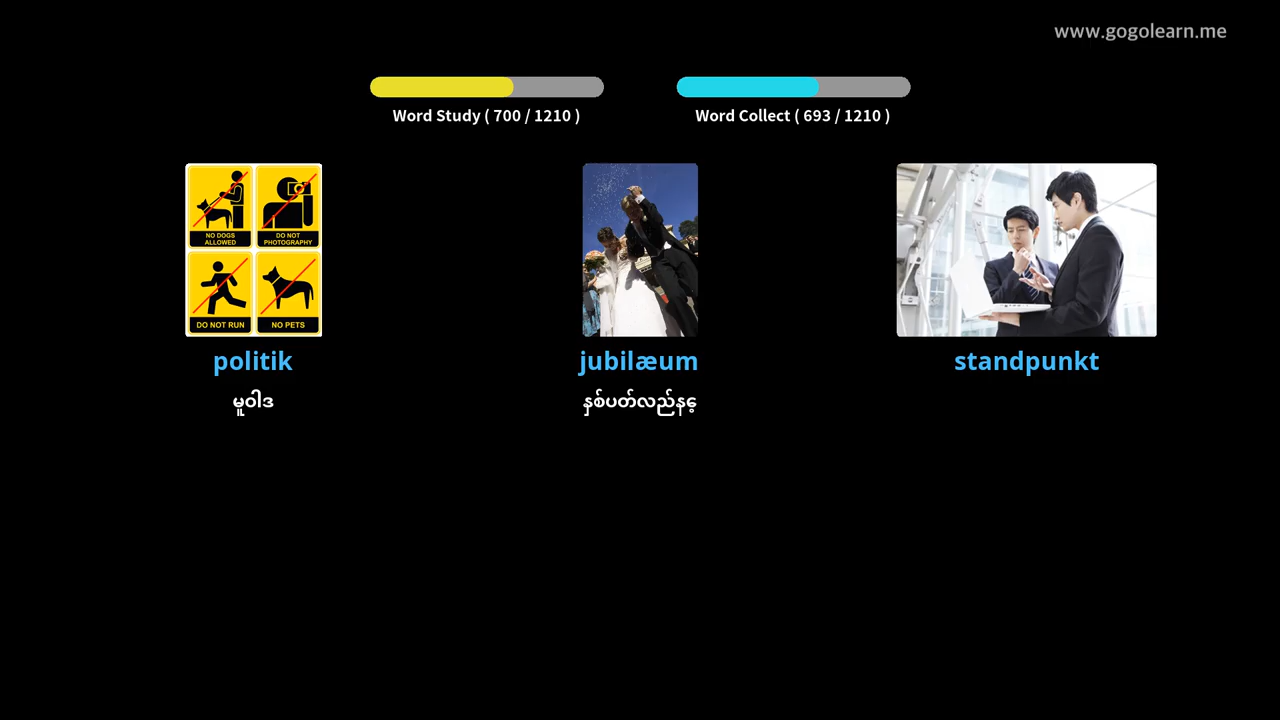 www.gogolearn.me
Word Study ( 700 / 1210 )
Word Collect ( 693 / 1210 )
NO DOGS
ALLOWED
DO NOT
PHOTOGRAPHY
DO NOT RUN
NO PETS
politik
jubilæum
standpunkt
မူဝါဒ
နှစ်ပတ်လည်နေ့